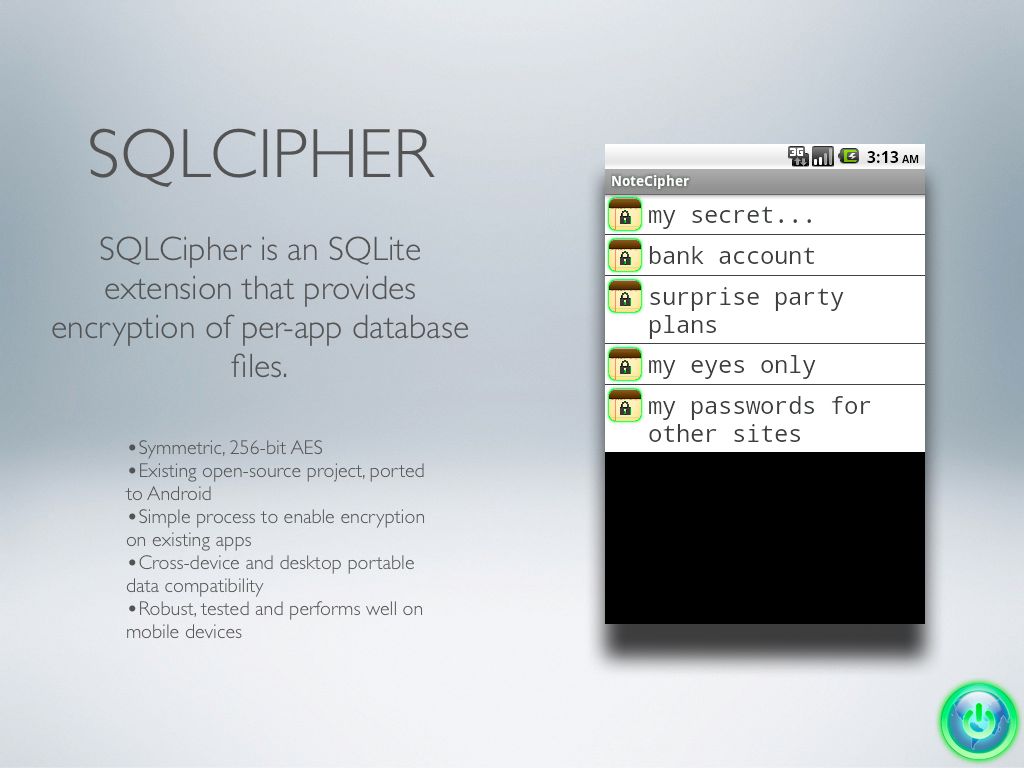 SQLCIPHER
SQLCipher is an SQLite
extension that provides
encryption of per-app database
files.
•Symmetric, 256-bit AES
•Existing open-source project, ported
to Android
•Simple process to enable encryption
on existing apps
•Cross-device and desktop portable
data compatibility
•Robust, tested and performs well on
mobile devices
3G 3:13 AM
NoteCipher
my secret...
bank account
surprise party
plans
my eyes only
my passwords for
other sites